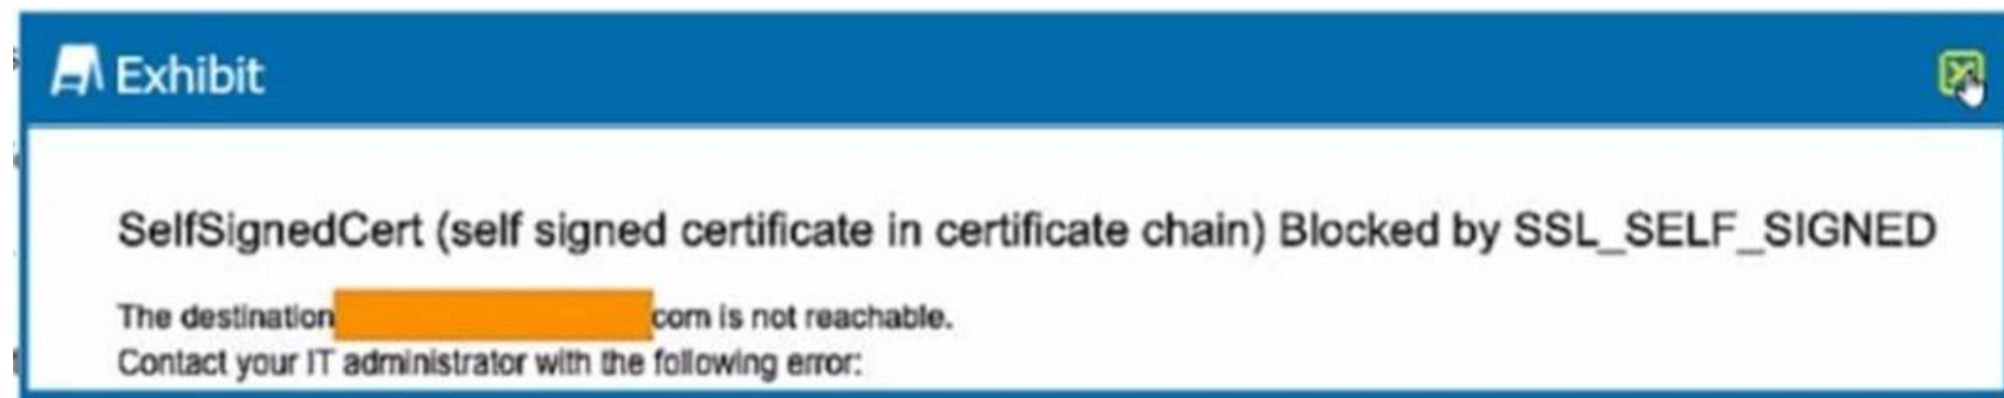 Exhibit
SelfSignedCert (self signed certificate in certificate chain) Blocked by SSL_SELF_SIGNED
The destination com is not reachable.
Contact your IT administrator with the following error: